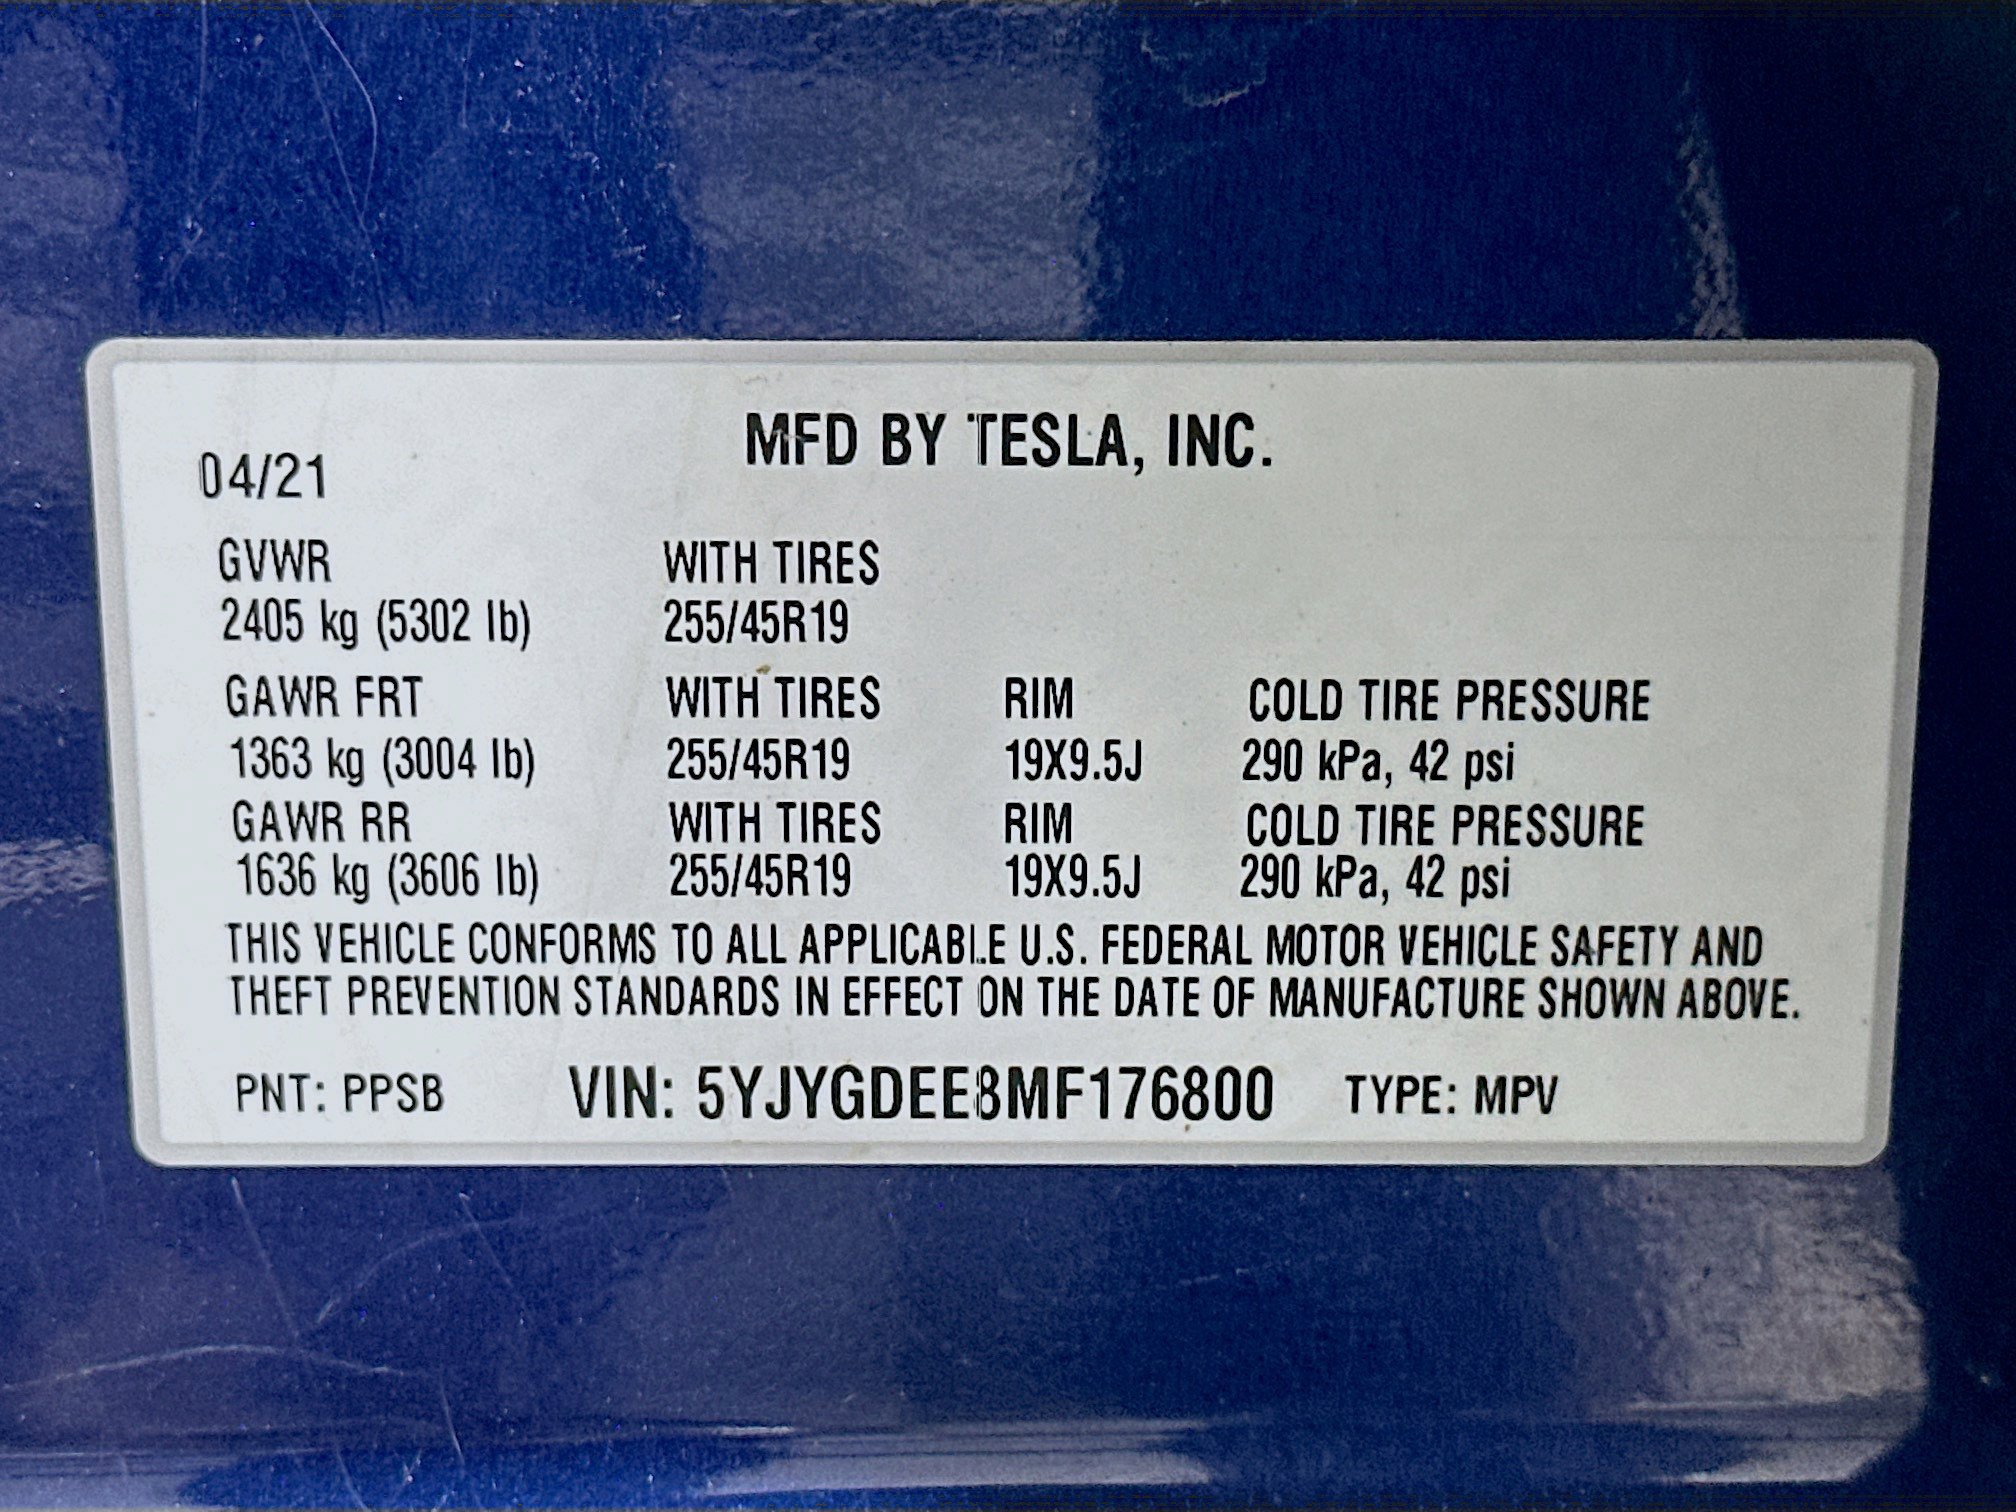 MFD BY TESLA, INC.
04/21
GVWR WITH TIRES
2405 kg (5302 lb) 255/45R19
GAWR FRT WITH TIRES RIM COLD TIRE PRESSURE
1363 kg (3004 lb) 255/45R19 19X9.5J 290 kPa, 42 psi
GAWR RR WITH TIRES RIM COLD TIRE PRESSURE
1636 kg (3606 lb) 255/45R19 19X9.5J 290 kPa, 42 psi
THIS VEHICLE CONFORMS TO ALL APPLICABLE U.S. FEDERAL MOTOR VEHICLE SAFETY AND
THEFT PREVENTION STANDARDS IN EFFECT ON THE DATE OF MANUFACTURE SHOWN ABOVE.
PNT: PPSB VIN: 5YJYGDEE8MF176800 TYPE: MPV